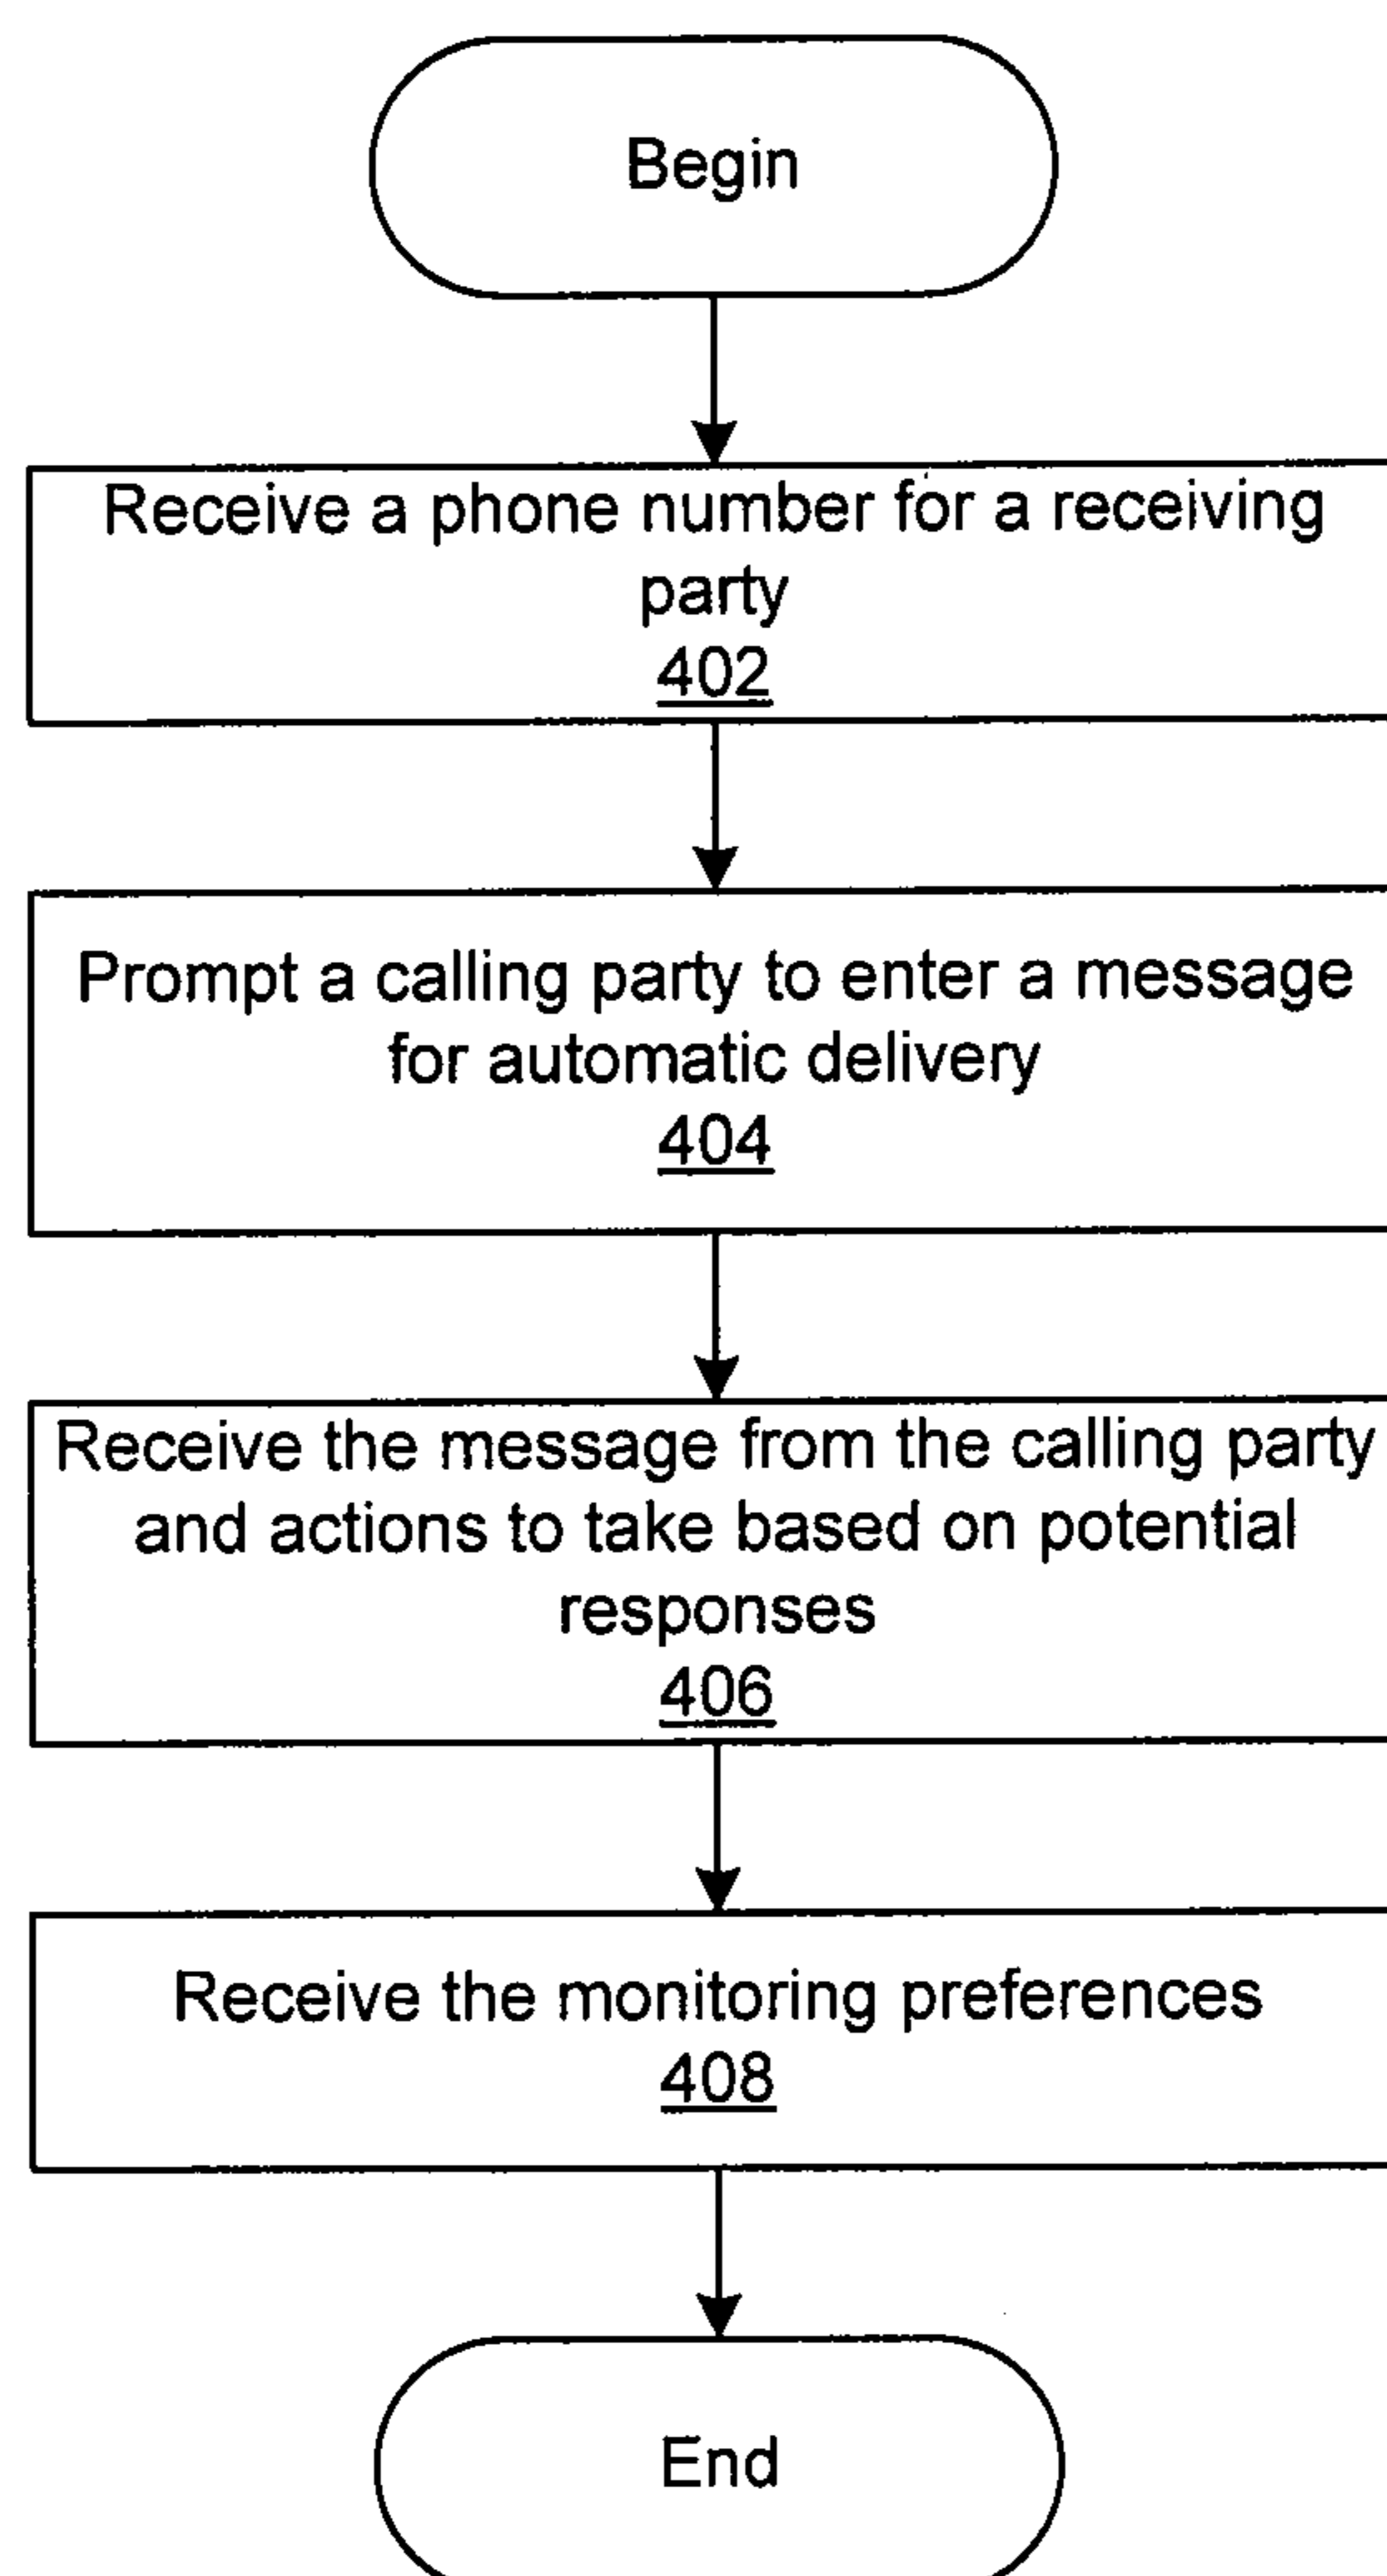 Begin
Receive a phone number for a receiving
party
402
Prompt a calling party to enter a message
for automatic delivery
404
Receive the message from the calling party
and actions to take based on potential
responses
406
Receive the monitoring preferences
408
End